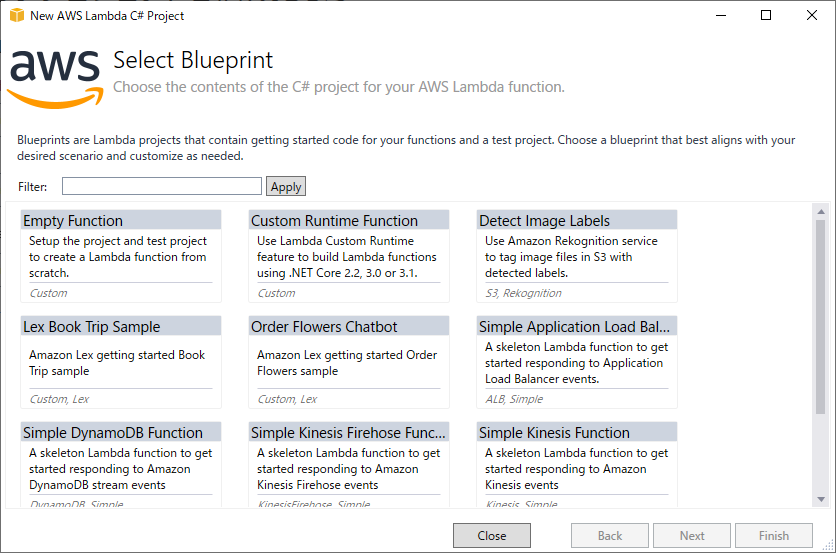 New AWS Lambda C# Project
aws
Select Blueprint
Choose the contents of the C# project for your AWS Lambda function.
Blueprints are Lambda projects that contain getting started code for your functions and a test project. Choose a blueprint that best aligns with your
desired scenario and customize as needed.
Filter:
Apply
Empty Function
Setup the project and test project
to create a Lambda function from
scratch.
Custom
Custom Runtime Function
Use Lambda Custom Runtime
feature to build Lambda functions
using .NET Core 2.2, 3.0 or 3.1.
Custom
Detect Image Labels
Use Amazon Rekognition service
to tag image files in S3 with
detected labels.
S3, Rekognition
Lex Book Trip Sample
Amazon Lex getting started Book
Trip sample
Custom, Lex
Order Flowers Chatbot
Amazon Lex getting started Order
Flowers sample
Custom, Lex
Simple Application Load Bal...
A skeleton Lambda function to get
started responding to Application
Load Balancer events.
ALB, Simple
Simple DynamoDB Function
A skeleton Lambda function to get
started responding to Amazon
DynamoDB stream events
DynamoDB, Simple
Simple Kinesis Firehose Func...
A skeleton Lambda function to get
started responding to Amazon
Kinesis Firehose events
KinesisFirehose, Simple
Simple Kinesis Function
A skeleton Lambda function to get
started responding to Amazon
Kinesis events
Kinesis, Simple
Close
Back
Next
Finish